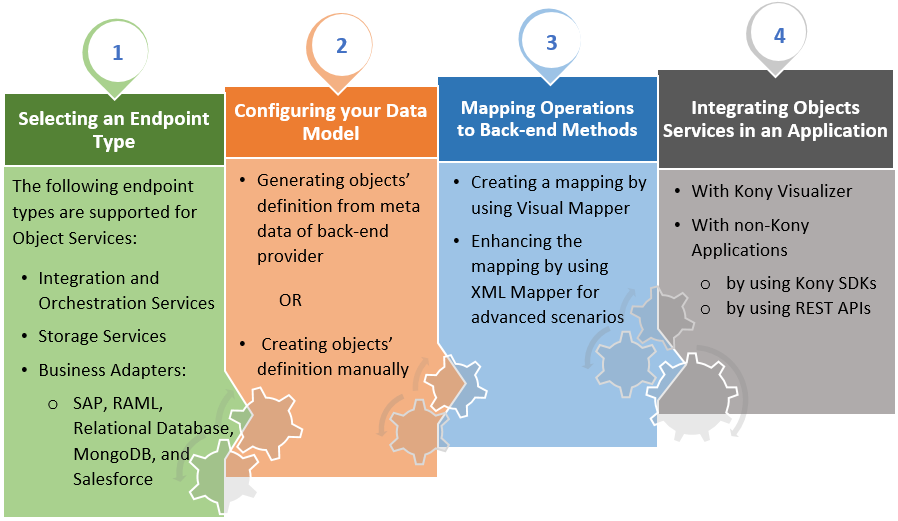 1
Selecting an Endpoint
Type
The following endpoint
types are supported for
Object Services:
• Integration and
Orchestration Services
• Storage Services
• Business Adapters:
o SAP, RAML,
Relational Database,
MongoDB, and
Salesforce
2
Configuring your Data
Model
• Generating objects’
definition from meta
data of back-end
provider
OR
• Creating objects’
definition manually
3
Mapping Operations
to Back-end Methods
• Creating a mapping by
using Visual Mapper
• Enhancing the
mapping by using
XML Mapper for
advanced scenarios
4
Integrating Objects
Services in an Application
• With Kony Visualizer
• With non-Kony
Applications
o by using Kony SDKs
o by using REST APIs